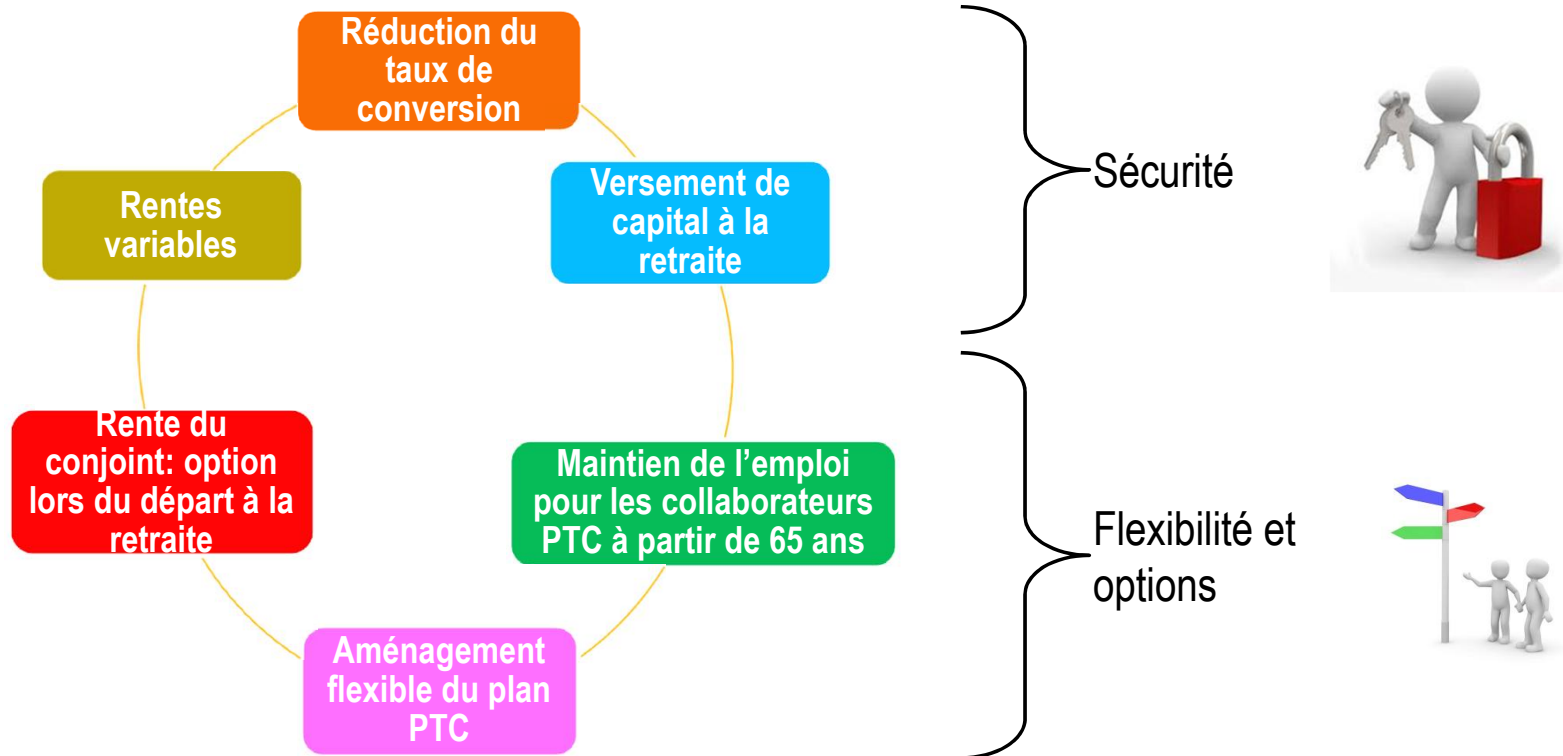 Réduction du
taux de
conversion
Rentes
variables
Versement de
capital à la
retraite
Sécurité
Rente du
conjoint: option
lors du départ à la
retraite
Maintien de l’emploi
pour les collaborateurs
PTC à partir de 65 ans
Flexibilité et
options
Aménagement
flexible du plan
PTC